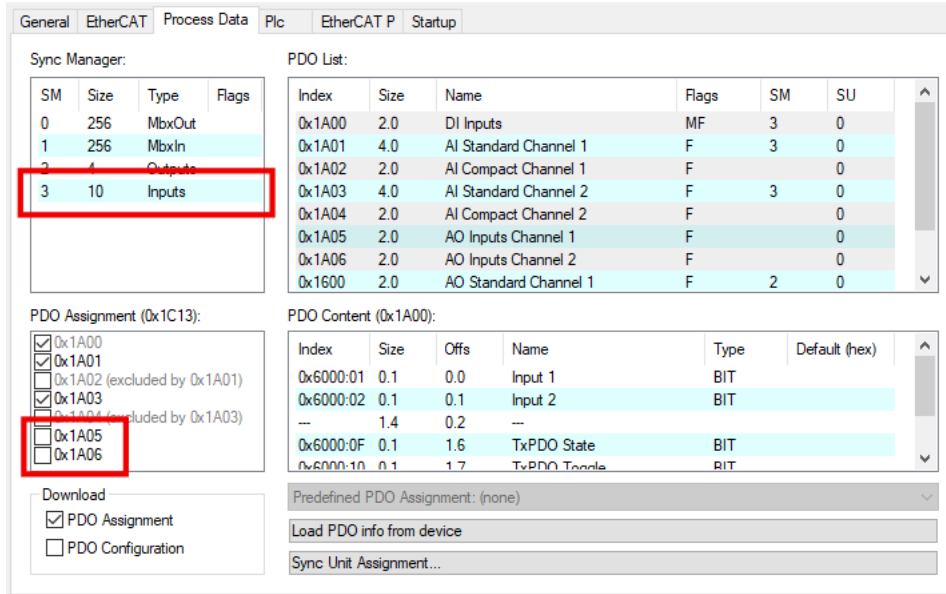 General EtherCAT Process Data Plc EtherCAT P Startup
Sync Manager:
SM Size Type Flags
0 256 MbxOut
1 256 MbxIn
2 4 Outputs
3 10 Inputs
PDO List:
Index Size Name Flags SM SU
0x1A00 2.0 DI Inputs MF 3 0
0x1A01 4.0 AI Standard Channel 1 F 3 0
0x1A02 2.0 AI Compact Channel 1 F 0
0x1A03 4.0 AI Standard Channel 2 F 3 0
0x1A04 2.0 AI Compact Channel 2 F 0
0x1A05 2.0 AO Inputs Channel 1 F 0
0x1A06 2.0 AO Inputs Channel 2 F 0
0x1600 2.0 AO Standard Channel 1 F 2 0
PDO Assignment (0x1C13):
0x1A00
0x1A01
0x1A02 (excluded by 0x1A01)
0x1A03
0x1A04 (excluded by 0x1A03)
0x1A05
0x1A06
PDO Content (0x1A00):
Index Size Offs Name Type Default (hex)
0x6000:01 0.1 0.0 Input 1 BIT
0x6000:02 0.1 0.1 Input 2 BIT
--- 1.4 0.2 ---
0x6000:0F 0.1 1.6 TxPDO State BIT
0x6000:10 0.1 1.7 TxPDO Toggle BIT
Download
PDO Assignment
PDO Configuration
Predefined PDO Assignment: (none)
Load PDO info from device
Sync Unit Assignment...